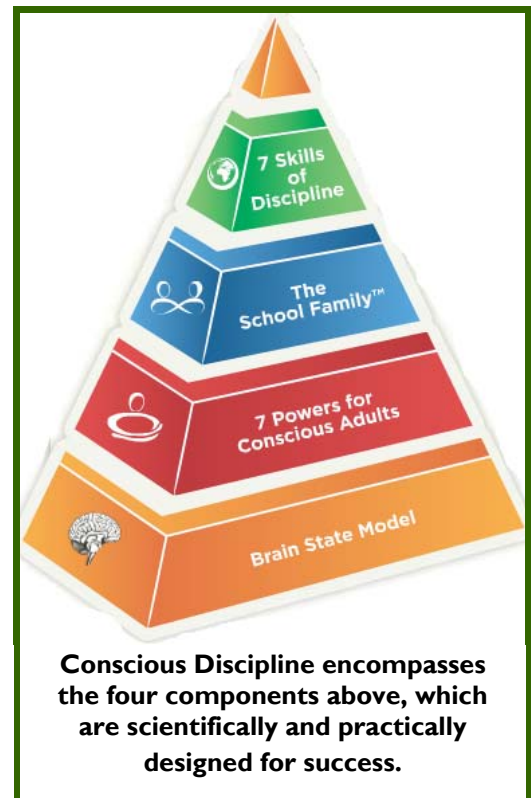 7 Skills
of
Discipline
The
School Family™
7 Powers for
Conscious Adults
Brain State Model
Conscious Discipline encompasses
the four components above, which
are scientifically and practically
designed for success.